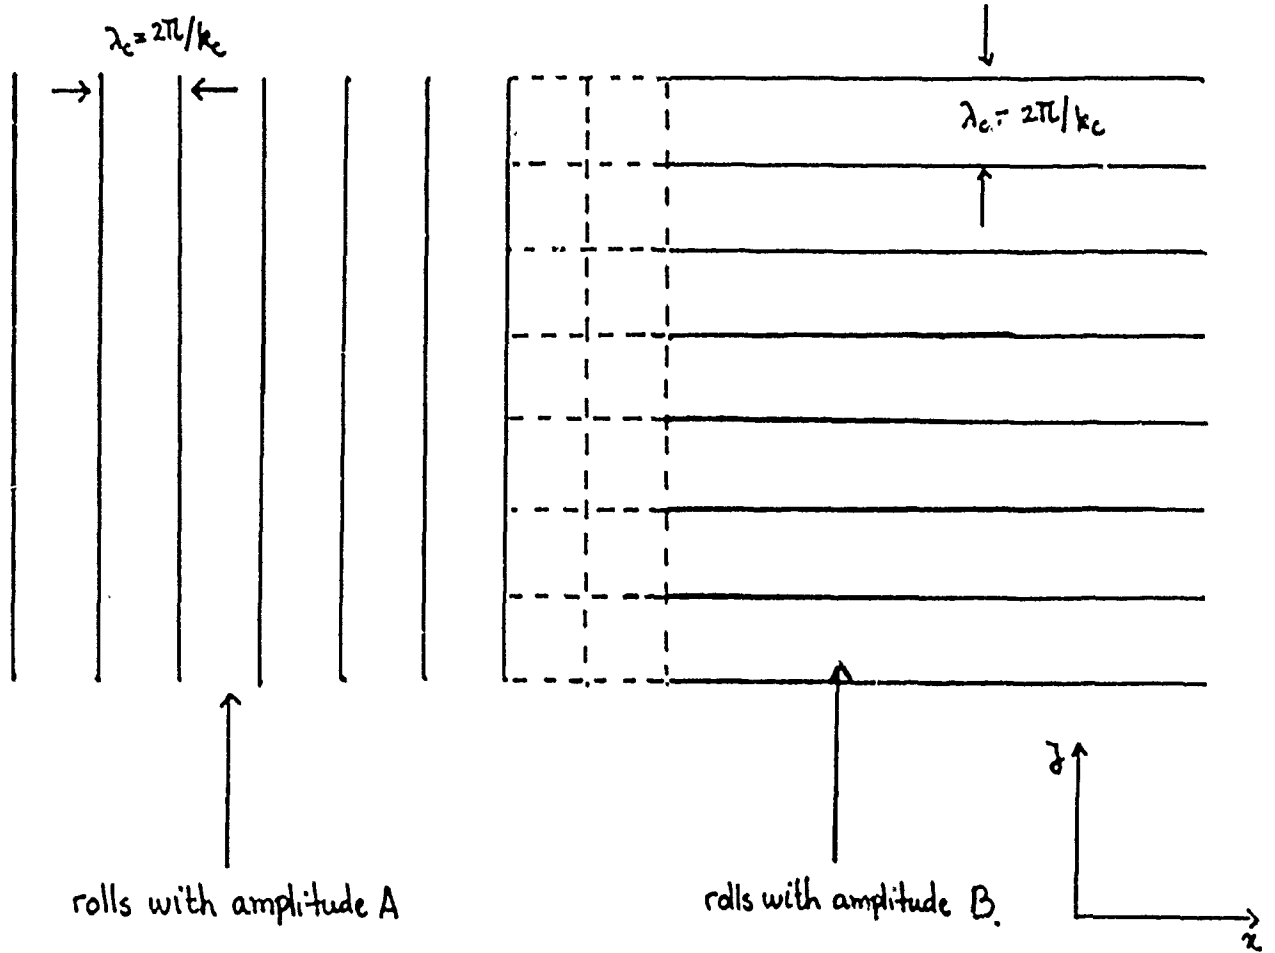 λc = 2π/kc
λc = 2π/kc
rolls with amplitude A
rolls with amplitude B.
y
x